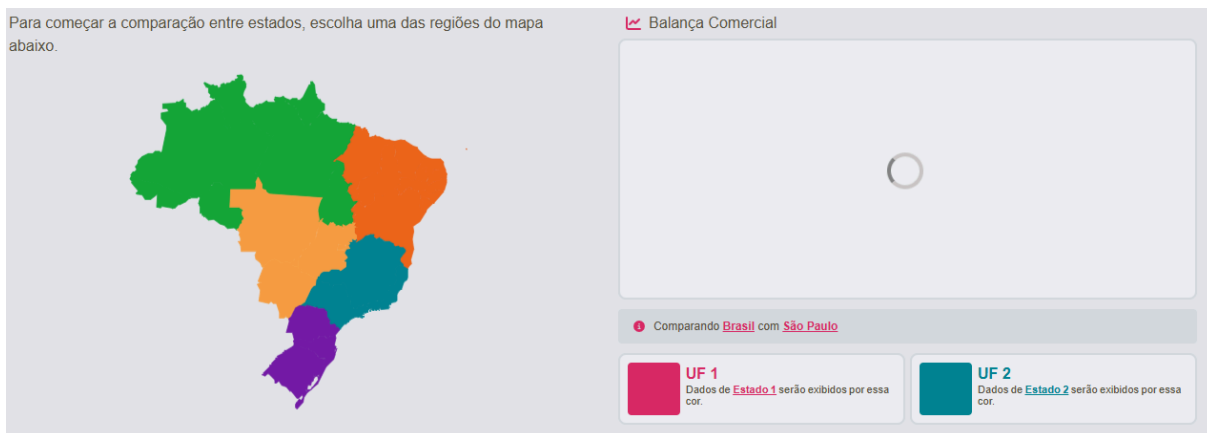 Para começar a comparação entre estados, escolha uma das regiões do mapa
abaixo.
Balança Comercial
Comparando Brasil com São Paulo
UF 1
Dados de Estado 1 serão exibidos por essa
cor.
UF 2
Dados de Estado 2 serão exibidos por essa
cor.